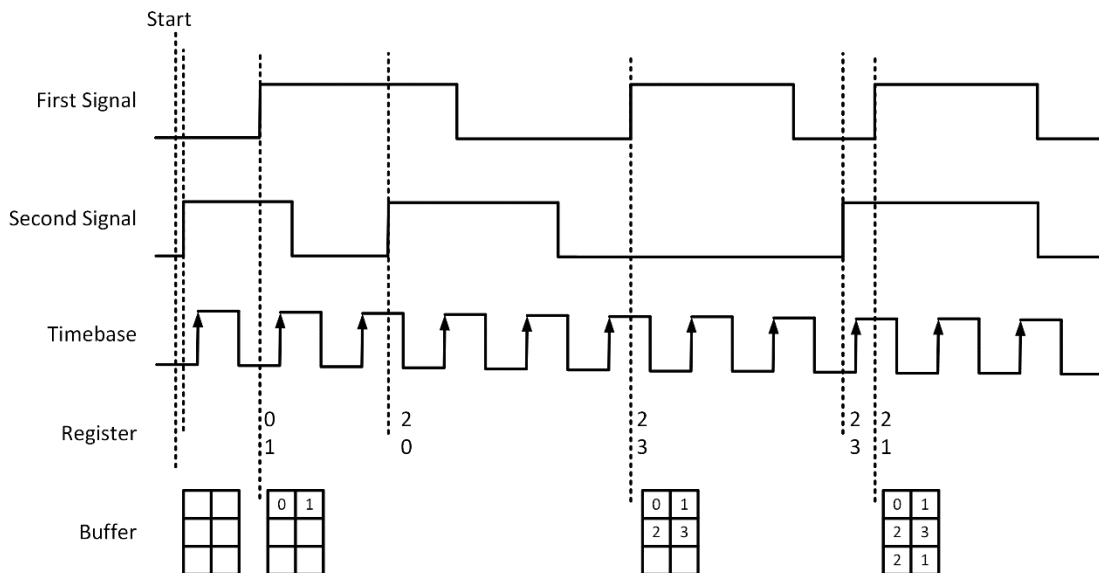 Start
First Signal
Second Signal
Timebase
Register
0 2 2 2 2
1 0 3 3 1
Buffer
0 1 0 1 0 1
2 3 2 3
2 1